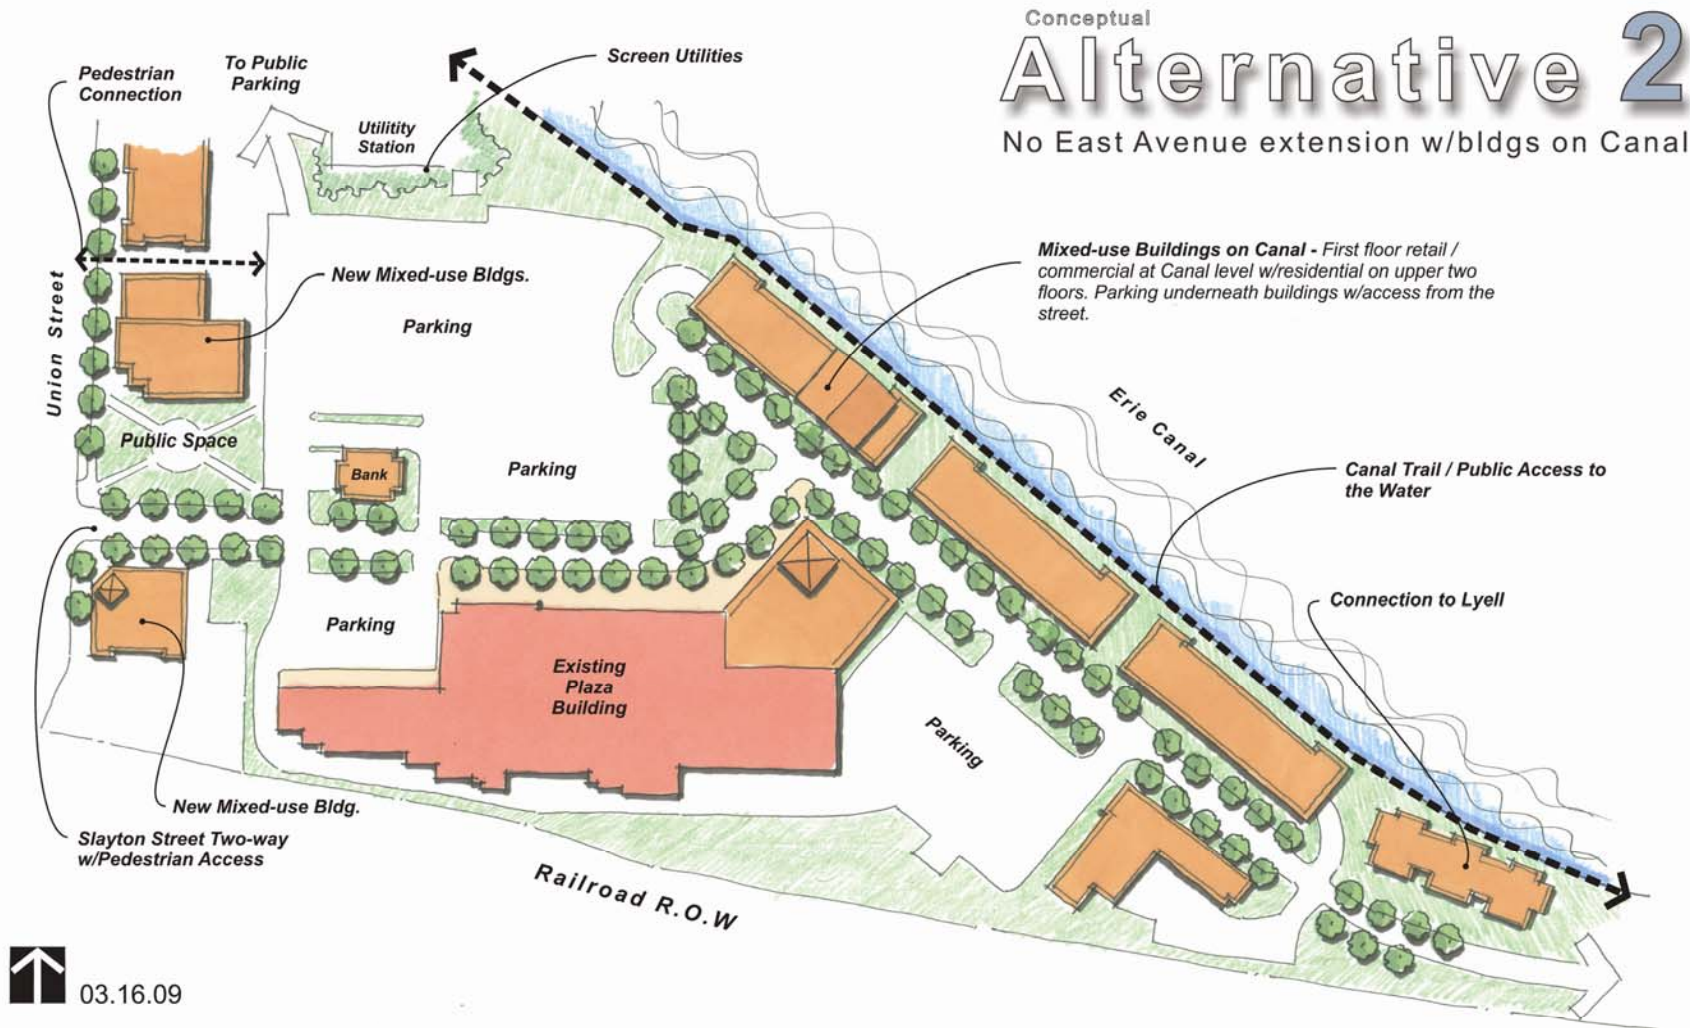 Conceptual
Alternative 2
No East Avenue extension w/bldgs on Canal
Pedestrian
Connection
To Public
Parking
Screen Utilities
Utilitity
Station
Union Street
New Mixed-use Bldgs.
Parking
Mixed-use Buildings on Canal - First floor retail /
commercial at Canal level w/residential on upper two
floors. Parking underneath buildings w/access from the
street.
Public Space
Bank
Parking
Erie Canal
Canal Trail / Public Access to
the Water
Parking
Connection to Lyell
Existing
Plaza
Building
Parking
New Mixed-use Bldg.
Slayton Street Two-way
w/Pedestrian Access
Railroad R.O.W
03.16.09